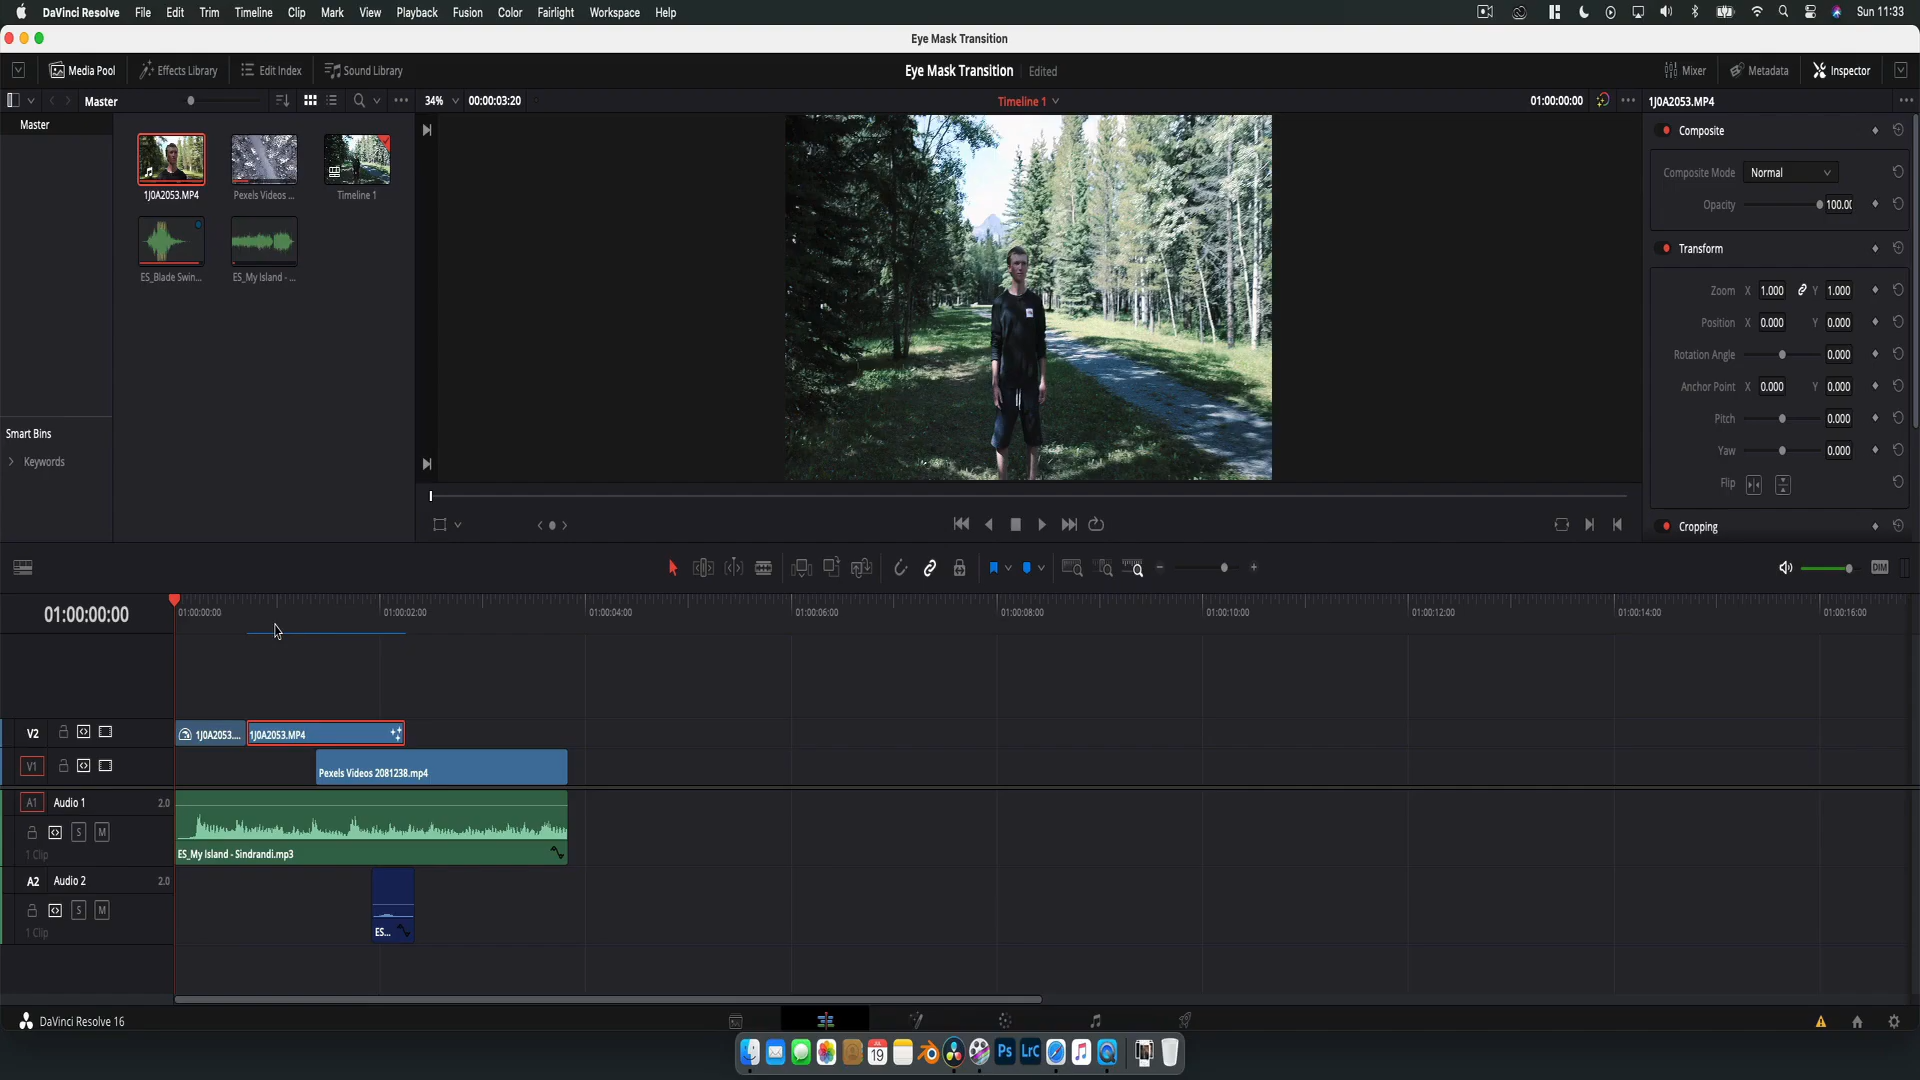 DaVinci Resolve File Edit Trim Timeline Clip Mark View Playback Fusion Color Fairlight Workspace Help Sun 11:33
Eye Mask Transition
Media Pool Effects Library Edit Index Sound Library Eye Mask Transition Edited Mixer Metadata Inspector
Master 34% 00:00:03:20 Timeline 1 01:00:00:00 1J0A2053.MP4
Master
1J0A2053.MP4 Pexels Videos ... Timeline 1
ES_Blade Swin... ES_My Island - ...
Smart Bins
Keywords
Composite
Composite Mode Normal
Opacity 100.00
Transform
Zoom X 1.000 Y 1.000
Position X 0.000 Y 0.000
Rotation Angle 0.000
Anchor Point X 0.000 Y 0.000
Pitch 0.000
Yaw 0.000
Flip
Cropping
DIM
01:00:00:00 01:00:00:00 01:00:02:00 01:00:04:00 01:00:06:00 01:00:08:00 01:00:10:00 01:00:12:00 01:00:14:00 01:00:16:00
V2 1J0A2053.... 1J0A2053.MP4
V1 Pexels Videos 2081238.mp4
A1 Audio 1 2.0
S M
1 Clip ES_My Island - Sindrandi.mp3
A2 Audio 2 2.0
S M
1 Clip ES...
DaVinci Resolve 16
19 Ps LrC